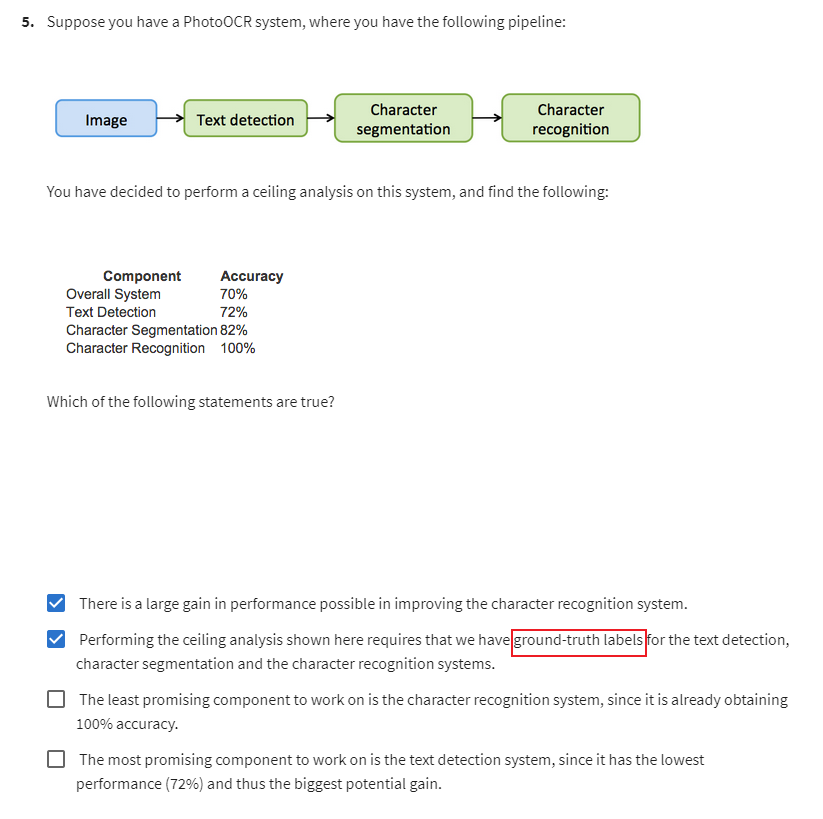 5. Suppose you have a PhotoOCR system, where you have the following pipeline:
Image
Text detection
Character
segmentation
Character
recognition
You have decided to perform a ceiling analysis on this system, and find the following:
Component Accuracy
Overall System 70%
Text Detection 72%
Character Segmentation 82%
Character Recognition 100%
Which of the following statements are true?
There is a large gain in performance possible in improving the character recognition system.
Performing the ceiling analysis shown here requires that we have ground-truth labels for the text detection,
character segmentation and the character recognition systems.
The least promising component to work on is the character recognition system, since it is already obtaining
100% accuracy.
The most promising component to work on is the text detection system, since it has the lowest
performance (72%) and thus the biggest potential gain.